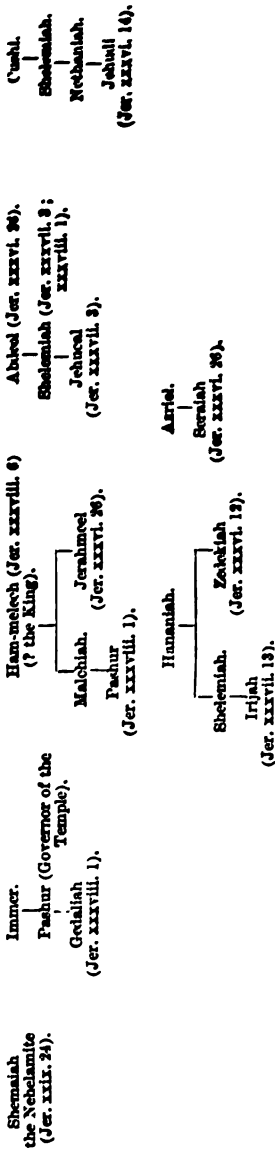 Shemaiah
the Nehelamite
(Jer. xxix. 24).
Immer.
Pashur (Governor of the
Temple).
Gedaliah
(Jer. xxxviii. 1).
Ham-melech (Jer. xxxviii. 6)
(? the King).
Malchiah.
Pashur
(Jer. xxxviii. 1).
Jerahmeel
(Jer. xxxvi. 26).
Abdeel (Jer. xxxvi. 26).
Shelemiah (Jer. xxxvii. 3;
xxxviii. 1).
Jehucal
(Jer. xxxvii. 3).
Cushi.
Shelemiah.
Nethaniah.
Jehudi
(Jer. xxxvi. 14).
Hananiah.
Shelemiah.
Irijah
(Jer. xxxvii. 13).
Zedekiah
(Jer. xxxvi. 12).
Azriel.
Seraiah
(Jer. xxxvi. 26).